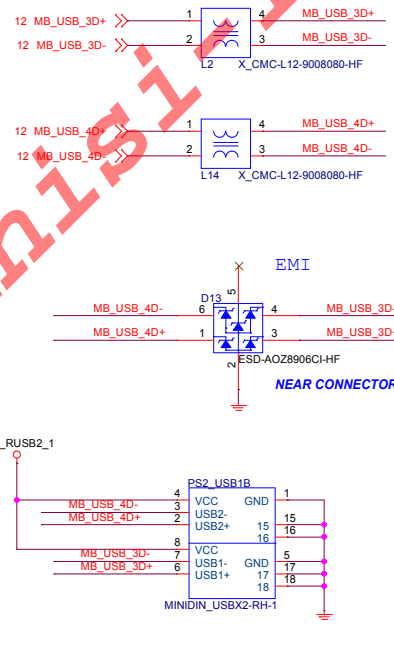 12 MB_USB_3D+ 1 4 MB_USB_3D+
12 MB_USB_3D- 2 3 MB_USB_3D-
L2 X_CMC-L12-9008080-HF
12 MB_USB_4D+ 1 4 MB_USB_4D+
12 MB_USB_4D- 2 3 MB_USB_4D-
L14 X_CMC-L12-9008080-HF
EMI
5
D13
MB_USB_4D- 6 4 MB_USB_3D-
MB_USB_4D+ 1 3 MB_USB_3D+
2 ESD-AOZ8906CI-HF
NEAR CONNECTOR
_RUSB2_1
PS2_USB1B
4 VCC GND 1
MB_USB_4D- 3 USB2-
MB_USB_4D+ 2 USB2+ 15 15
16 16
8 VCC
MB_USB_3D- 7 USB1- GND 5
MB_USB_3D+ 6 USB1+ 17 17
18 18
MINIDIN_USBX2-RH-1